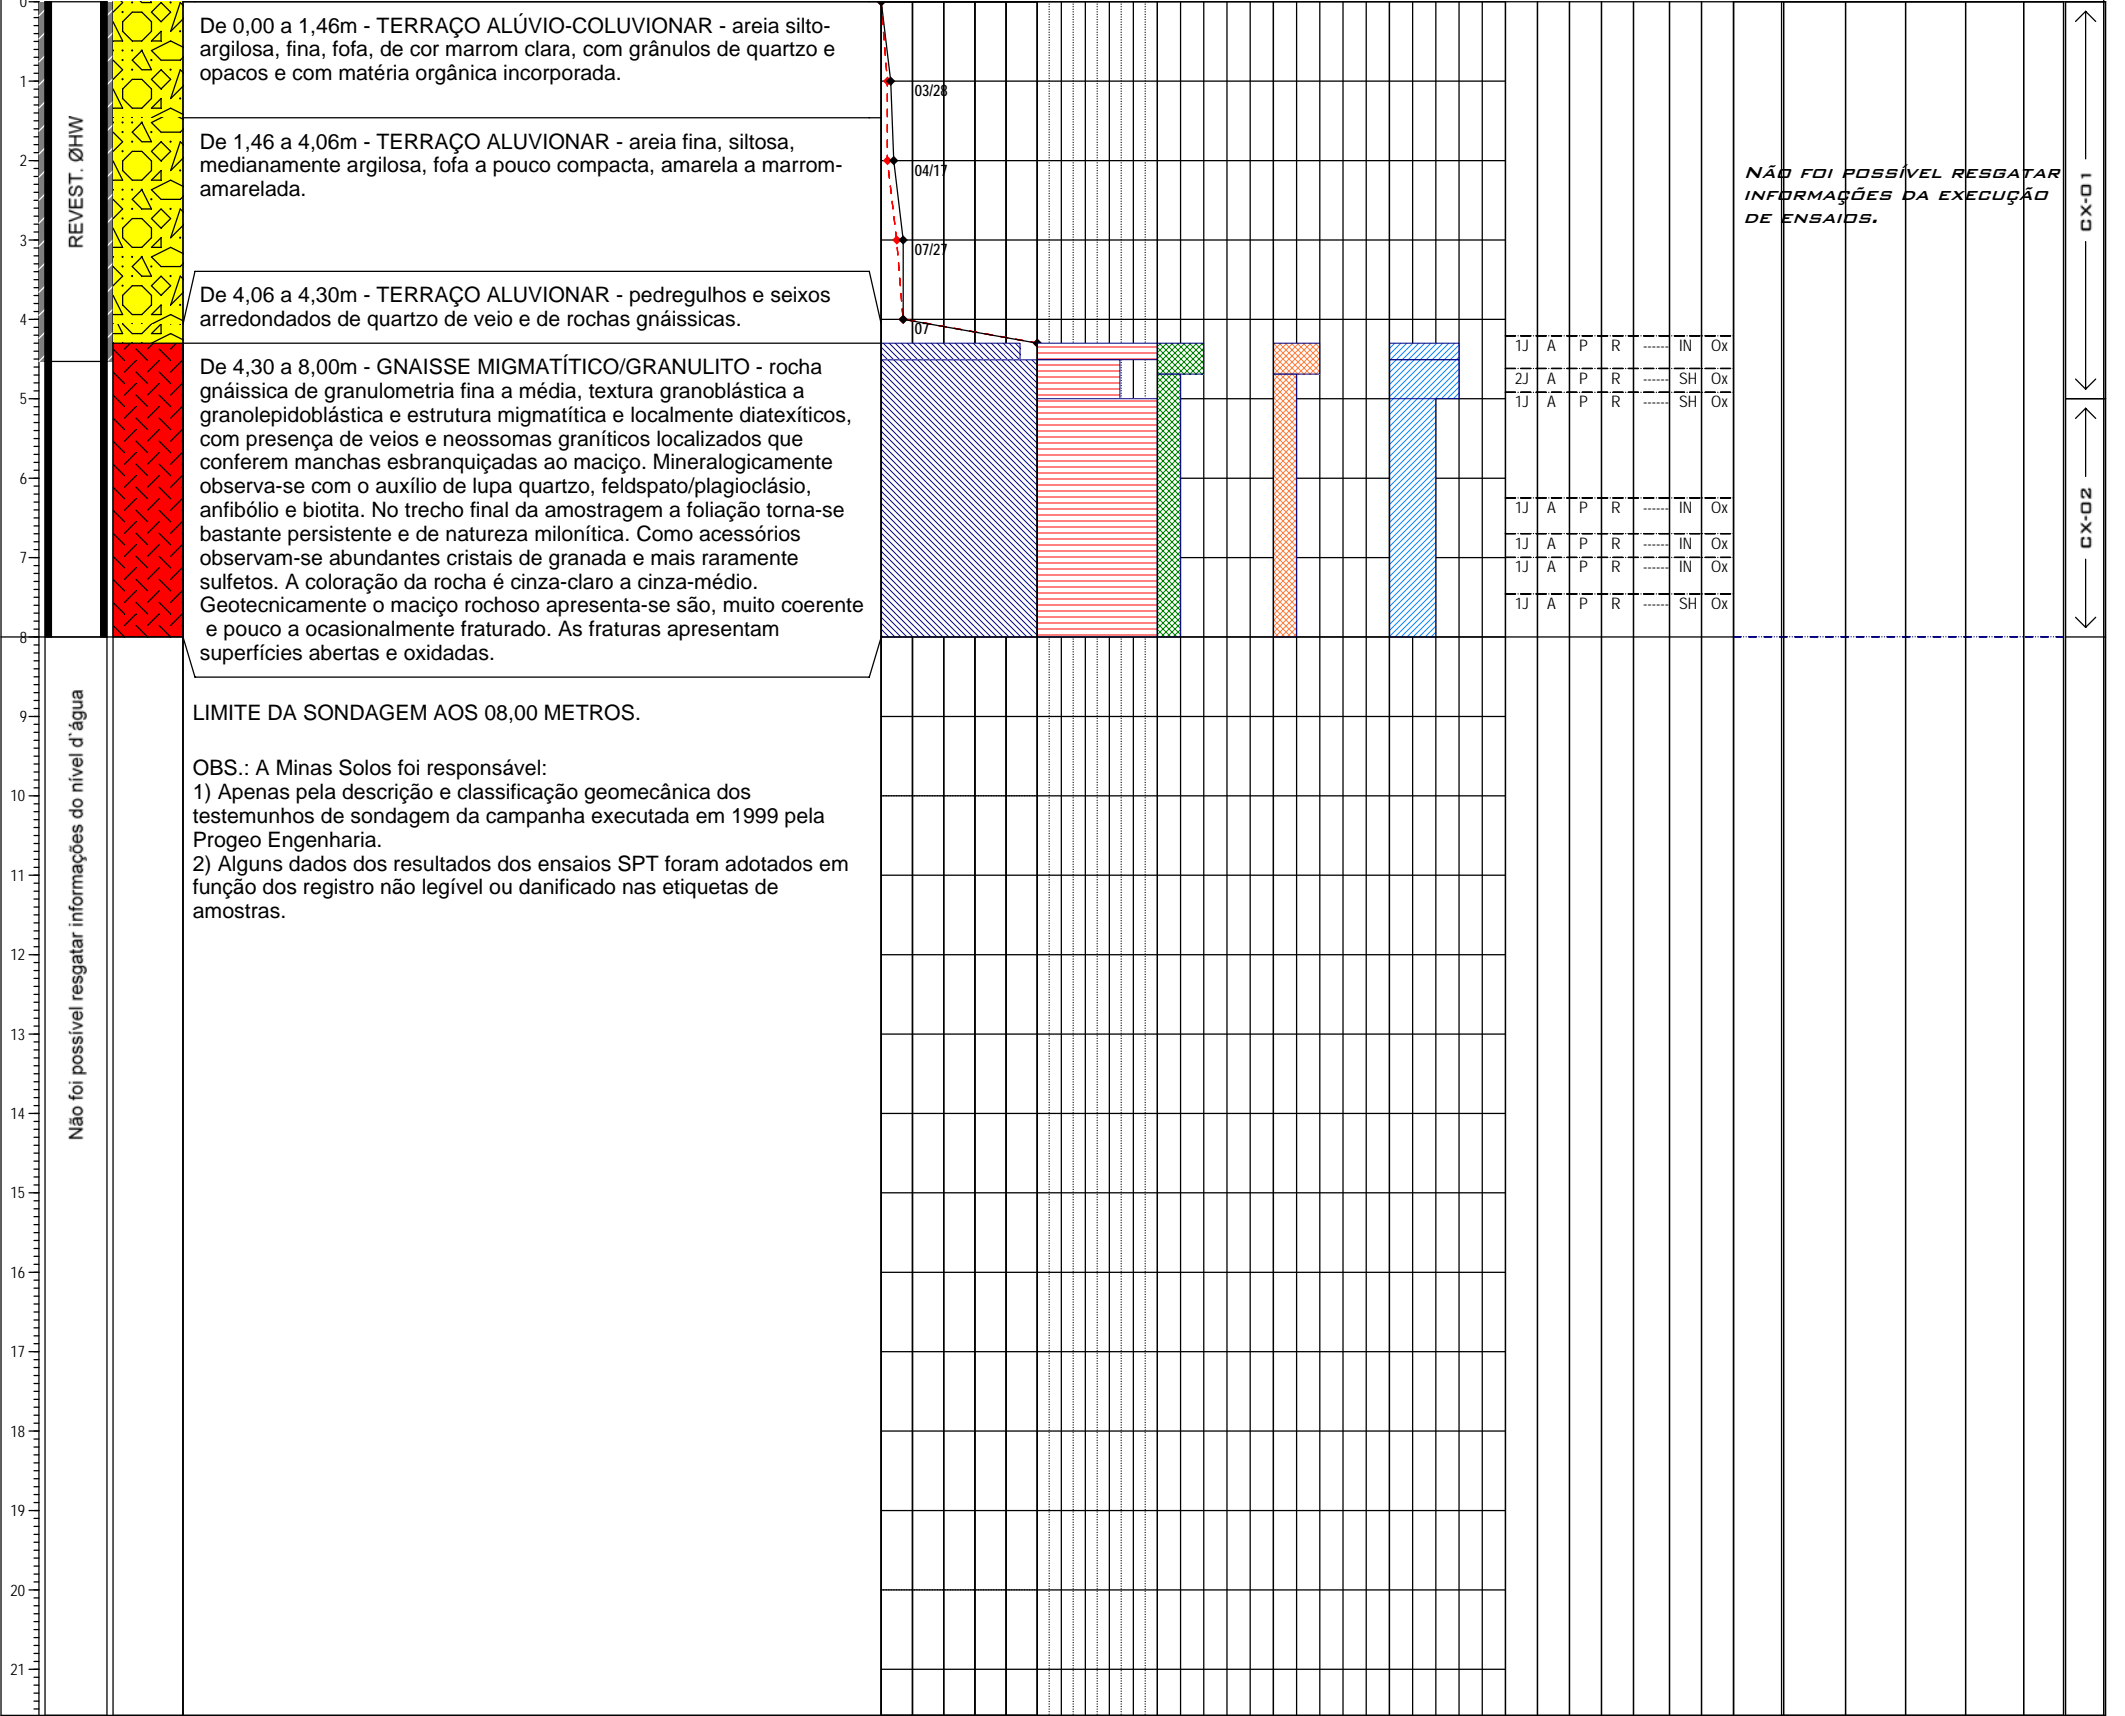 0
De 0,00 a 1,46m - TERRAÇO ALÚVIO-COLUVIONAR - areia silto-
argilosa, fina, fofa, de cor marrom clara, com grânulos de quartzo e
opacos e com matéria orgânica incorporada.
1
03/28
REVEST. ØHW
De 1,46 a 4,06m - TERRAÇO ALUVIONAR - areia fina, siltosa,
medianamente argilosa, fofa a pouco compacta, amarela a marrom-
amarelada.
2
04/17
NÃO FOI POSSÍVEL RESGATAR
INFORMAÇÕES DA EXECUÇÃO
DE ENSAIOS.
CX-01
3
07/27
De 4,06 a 4,30m - TERRAÇO ALUVIONAR - pedregulhos e seixos
arredondados de quartzo de veio e de rochas gnáissicas.
4
07
De 4,30 a 8,00m - GNAISSE MIGMATÍTICO/GRANULITO - rocha
gnáissica de granulometria fina a média, textura granoblástica a
granolepidoblástica e estrutura migmatítica e localmente diatexíticos,
com presença de veios e neossomas graníticos localizados que
conferem manchas esbranquiçadas ao maciço. Mineralogicamente
observa-se com o auxílio de lupa quartzo, feldspato/plagioclásio,
anfibólio e biotita. No trecho final da amostragem a foliação torna-se
bastante persistente e de natureza milonítica. Como acessórios
observam-se abundantes cristais de granada e mais raramente
sulfetos. A coloração da rocha é cinza-claro a cinza-médio.
Geotecnicamente o maciço rochoso apresenta-se são, muito coerente
e pouco a ocasionalmente fraturado. As fraturas apresentam
superfícies abertas e oxidadas.
1J A P R ------ IN Ox
2J A P R ------ SH Ox
1J A P R ------ SH Ox
1J A P R ------ IN Ox
1J A P R ------ IN Ox
1J A P R ------ IN Ox
1J A P R ------ SH Ox
CX-02
5
6
7
8
Não foi possível resgatar informações do nível d`água
LIMITE DA SONDAGEM AOS 08,00 METROS.
9
OBS.: A Minas Solos foi responsável:
1) Apenas pela descrição e classificação geomecânica dos
testemunhos de sondagem da campanha executada em 1999 pela
Progeo Engenharia.
2) Alguns dados dos resultados dos ensaios SPT foram adotados em
função dos registro não legível ou danificado nas etiquetas de
amostras.
10
11
12
13
14
15
16
17
18
19
20
21